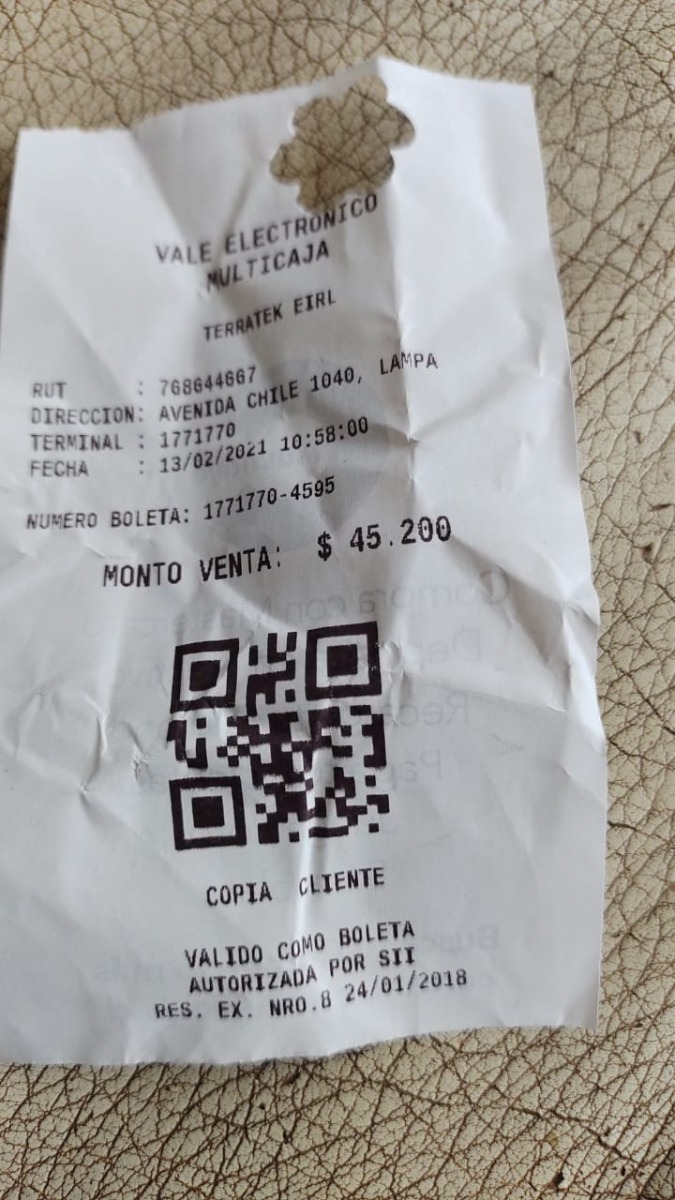 VALE ELECTRONICO
MULTICAJA
TERRATEK EIRL
RUT : 768644667
DIRECCION: AVENIDA CHILE 1040, LAMPA
TERMINAL : 1771770
FECHA : 13/02/2021 10:58:00
NUMERO BOLETA: 1771770-4595
MONTO VENTA: $ 45.200
COPIA CLIENTE
VALIDO COMO BOLETA
AUTORIZADA POR SII
RES. EX. NRO.8 24/01/2018